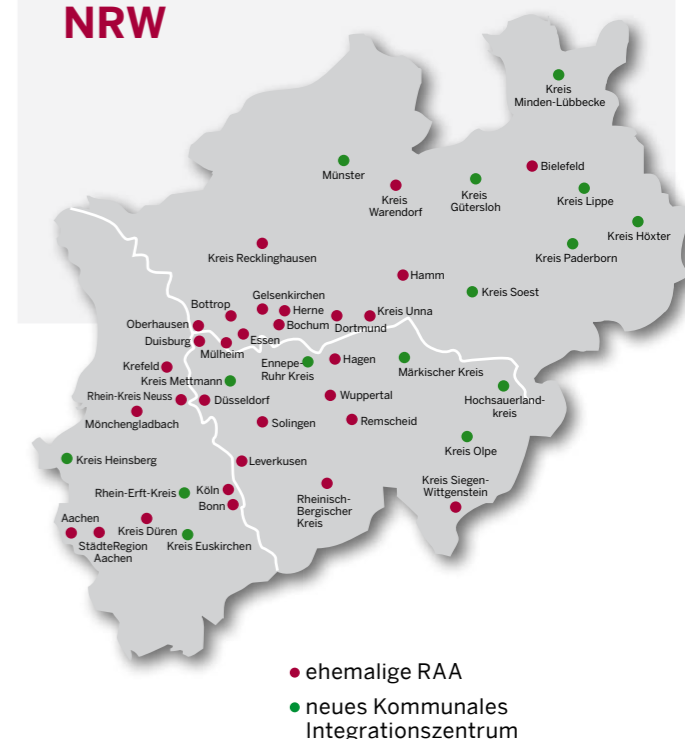 NRW
Kreis
Minden-Lübbecke
Münster
Bielefeld
Kreis
Warendorf
Kreis
Gütersloh
Kreis Lippe
Kreis Höxter
Kreis Recklinghausen
Kreis Paderborn
Hamm
Kreis Soest
Gelsenkirchen
Bottrop
Herne
Kreis Unna
Oberhausen
Bochum
Dortmund
Duisburg
Essen
Mülheim
Krefeld
Ennepe-
Ruhr Kreis
Hagen
Märkischer Kreis
Kreis Mettmann
Rhein-Kreis Neuss
Düsseldorf
Wuppertal
Hochsauerland-
kreis
Mönchengladbach
Solingen
Remscheid
Kreis Olpe
Kreis Heinsberg
Leverkusen
Kreis Siegen-
Wittgenstein
Rhein-Erft-Kreis
Köln
Rheinisch-
Bergischer
Kreis
Bonn
Aachen
Kreis Düren
StädteRegion
Aachen
Kreis Euskirchen
ehemalige RAA
neues Kommunales
Integrationszentrum